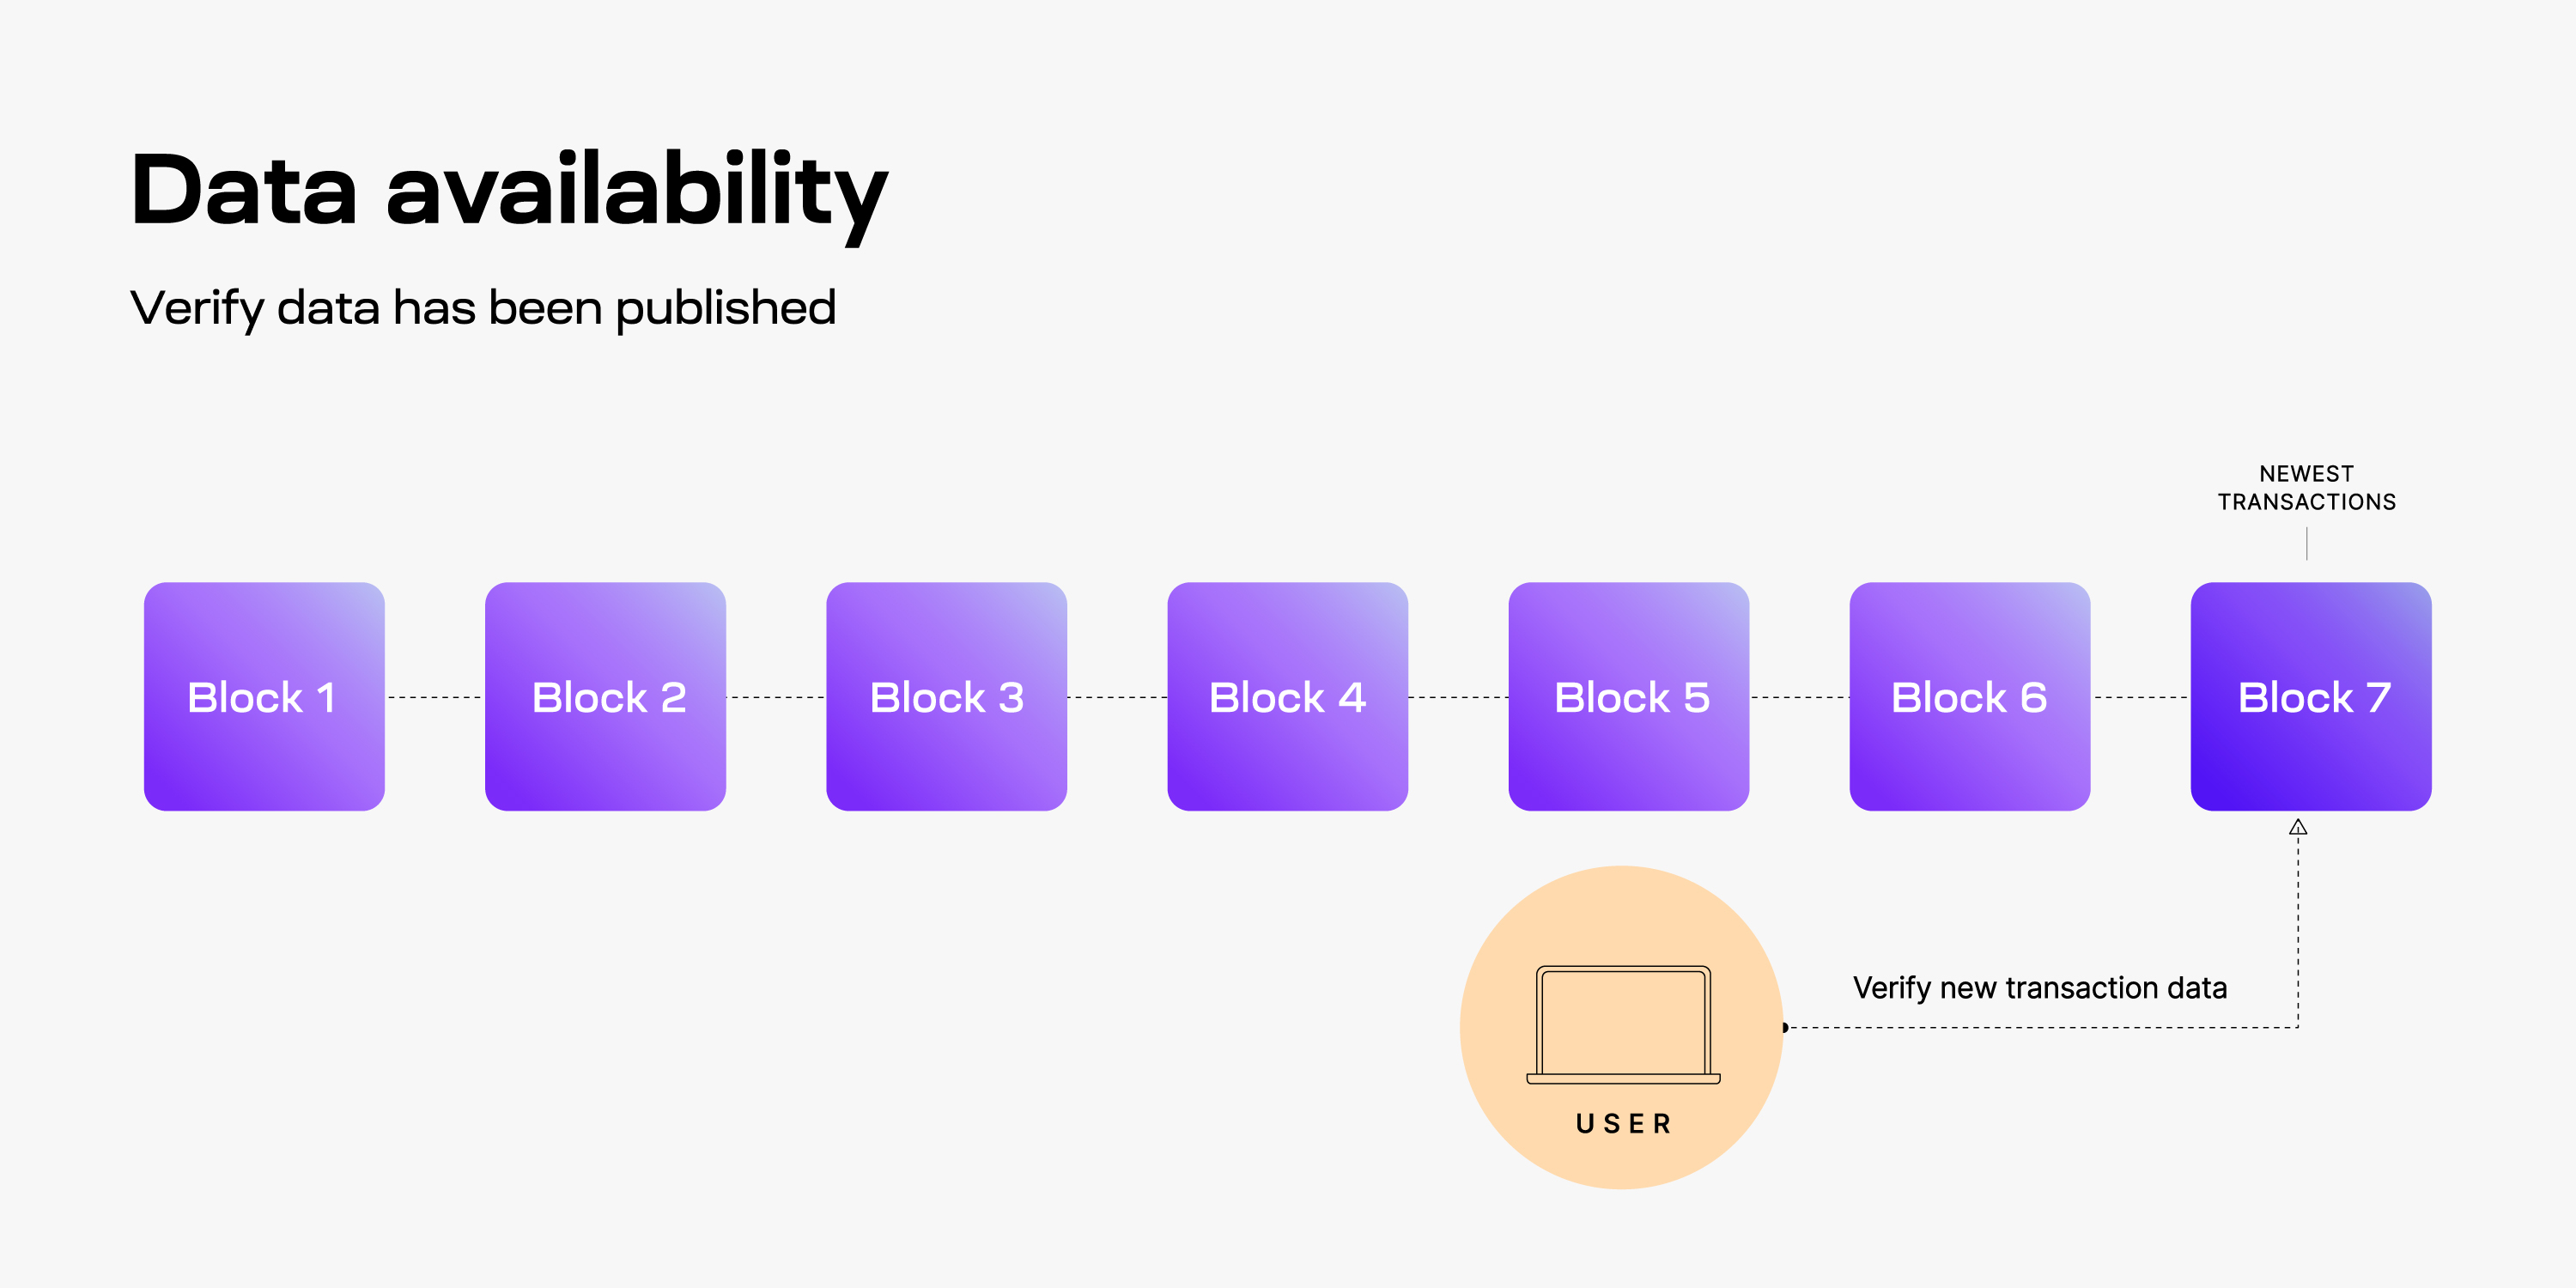 Data availability
Verify data has been published
NEWEST
TRANSACTIONS
Block 1
Block 2
Block 3
Block 4
Block 5
Block 6
Block 7
Verify new transaction data
USER